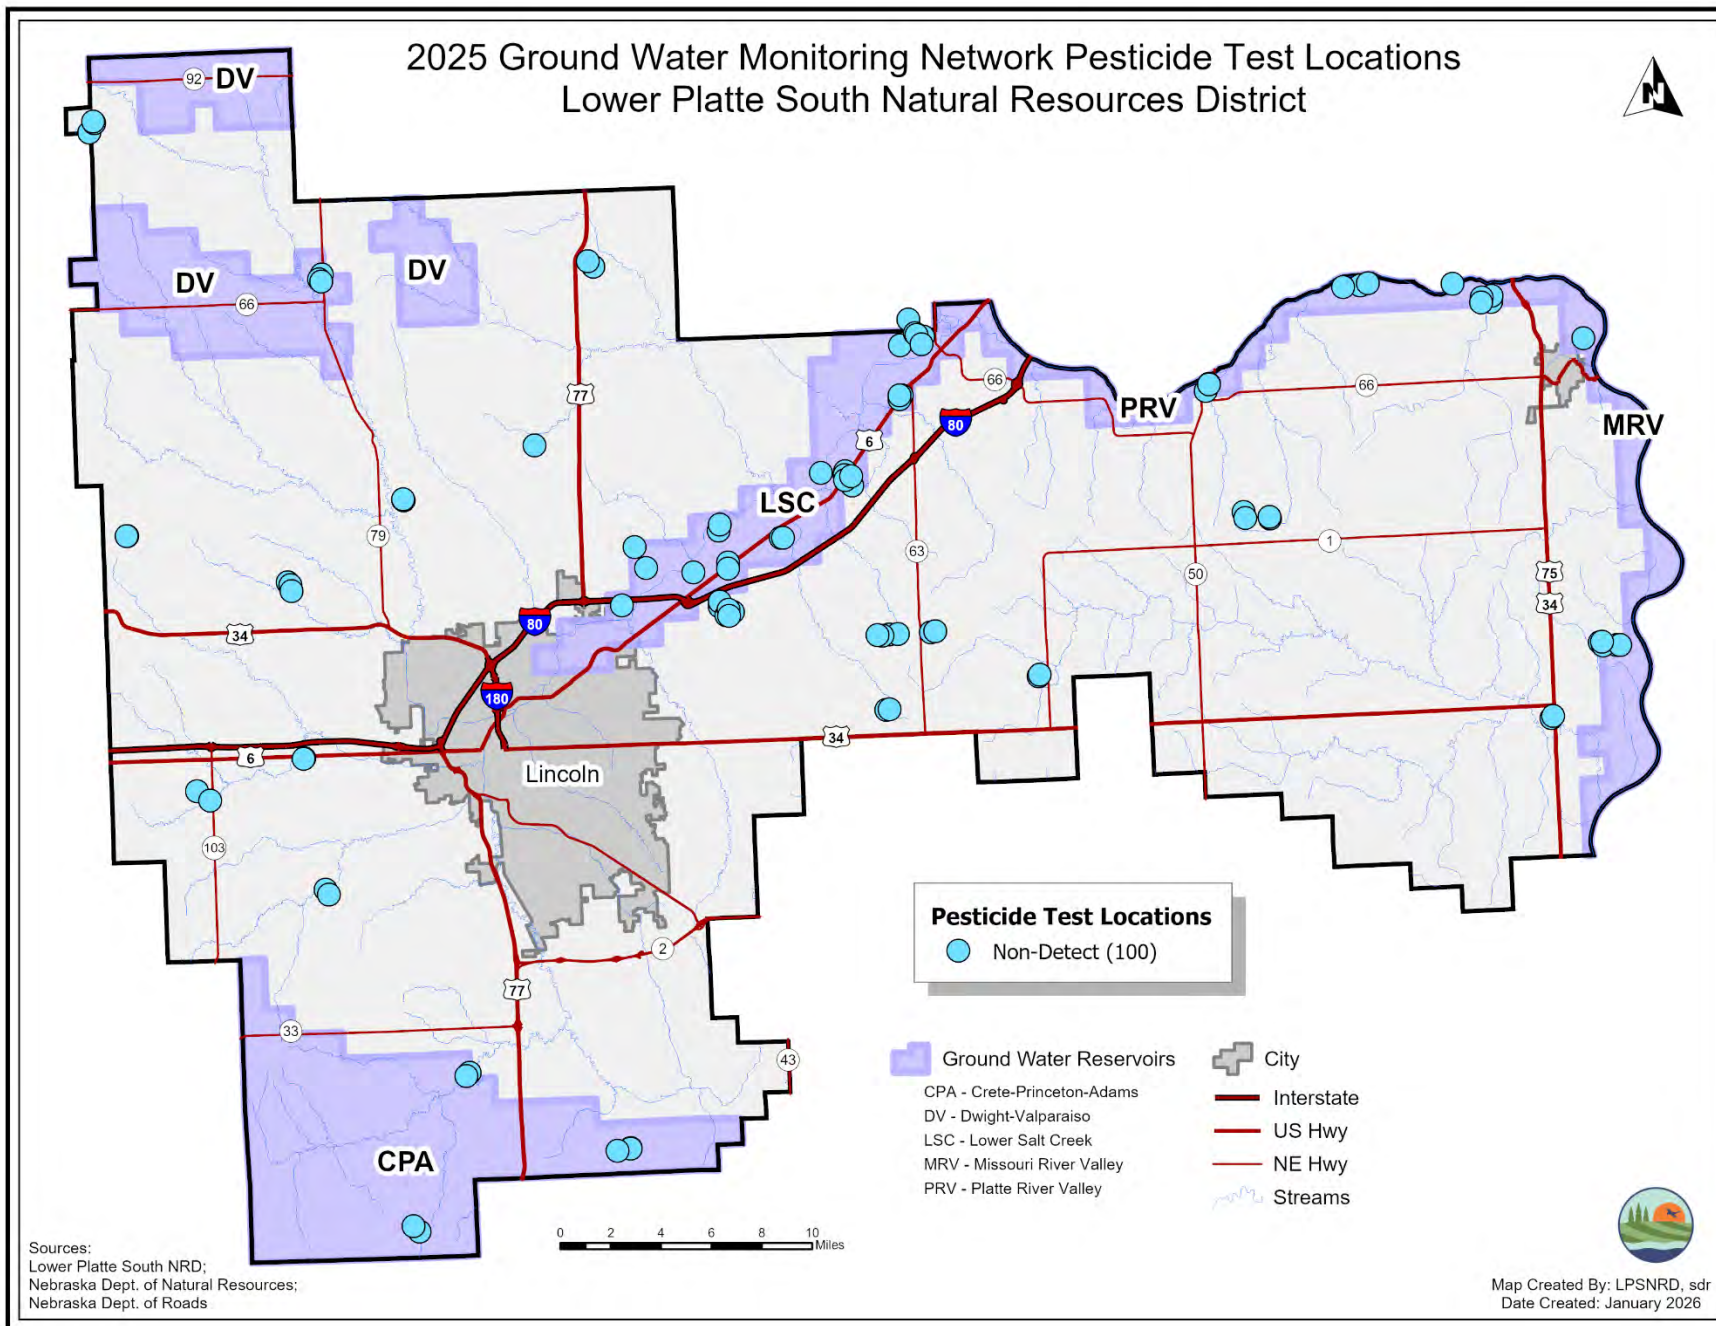 2025 Ground Water Monitoring Network Pesticide Test Locations
Lower Platte South Natural Resources District
N
92
DV
DV
66
DV
77
66
PRV
66
MRV
80
6
LSC
79
63
1
50
75
34
34
80
180
6
Lincoln
34
103
2
77
33
43
CPA
Pesticide Test Locations
Non-Detect (100)
Ground Water Reservoirs
CPA - Crete-Princeton-Adams
DV - Dwight-Valparaiso
LSC - Lower Salt Creek
MRV - Missouri River Valley
PRV - Platte River Valley
City
Interstate
US Hwy
NE Hwy
Streams
0 2 4 6 8 10
Miles
Sources:
Lower Platte South NRD;
Nebraska Dept. of Natural Resources;
Nebraska Dept. of Roads
Map Created By: LPSNRD, sdr
Date Created: January 2026